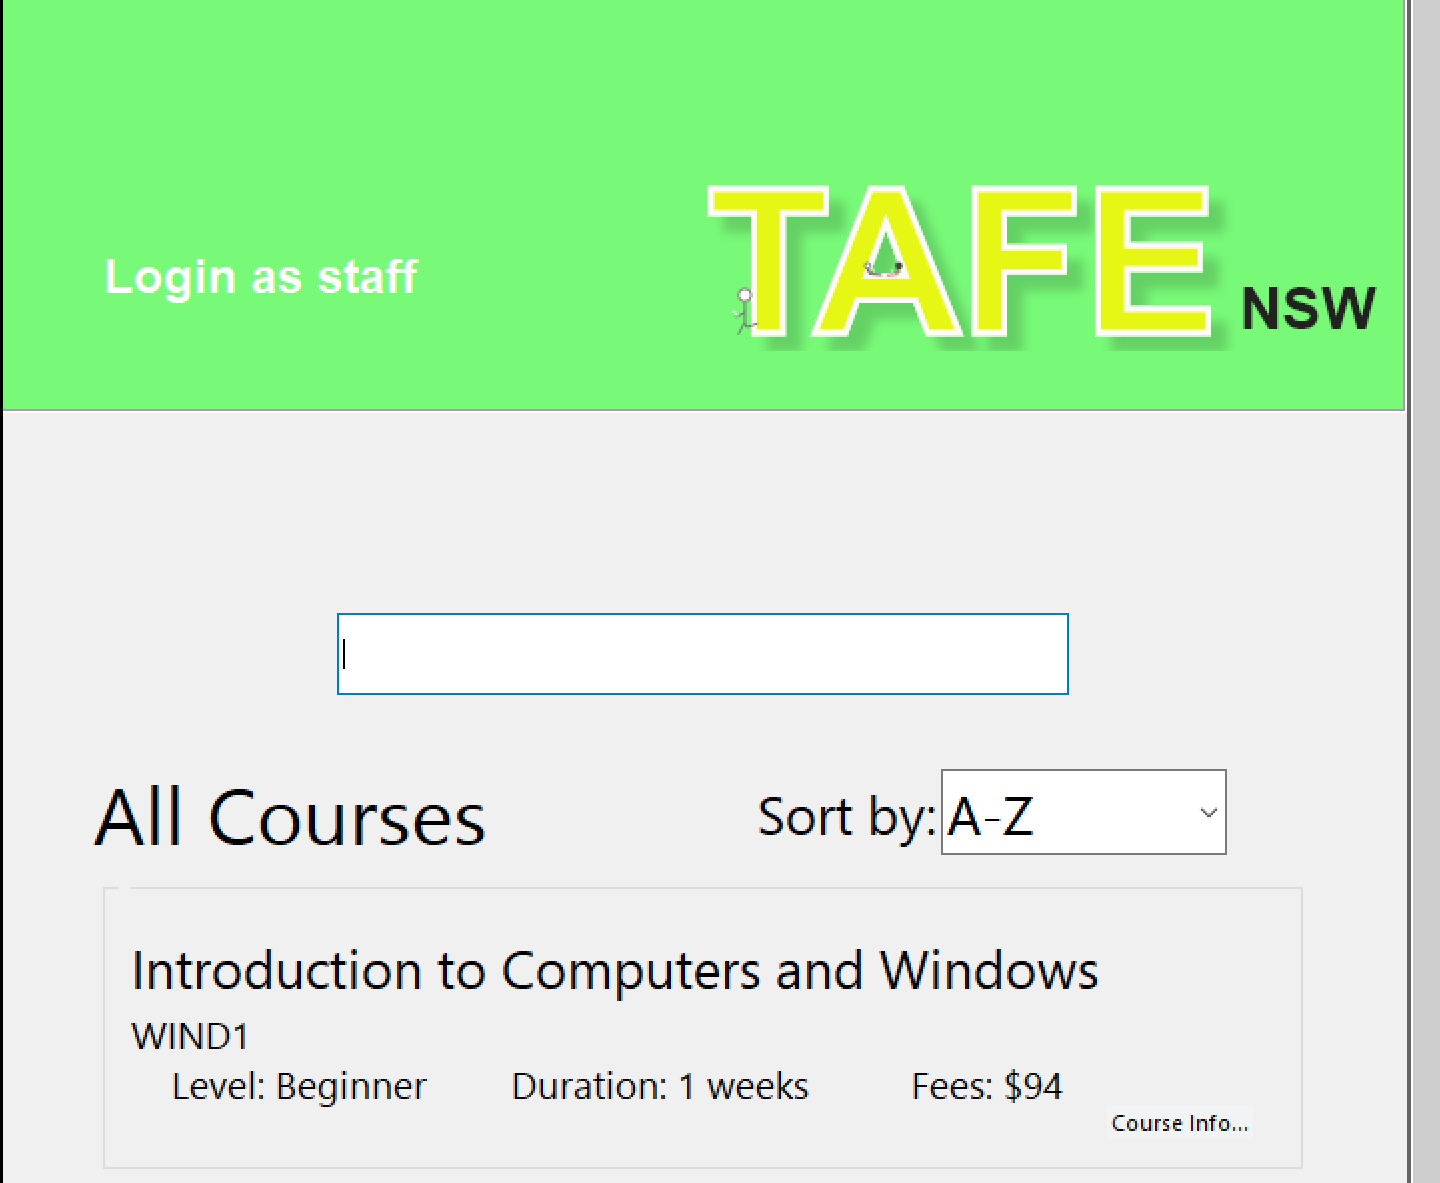 Login as staff
TAFE NSW
All Courses
Sort by: A-Z
Introduction to Computers and Windows
WIND1
Level: Beginner Duration: 1 weeks Fees: $94
Course Info...